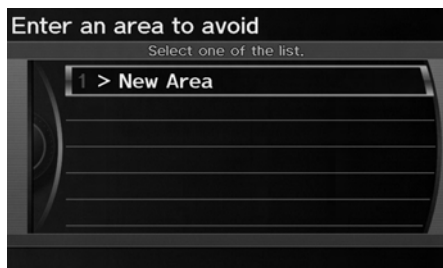 Enter an area to avoid
Select one of the list.
1 > New Area